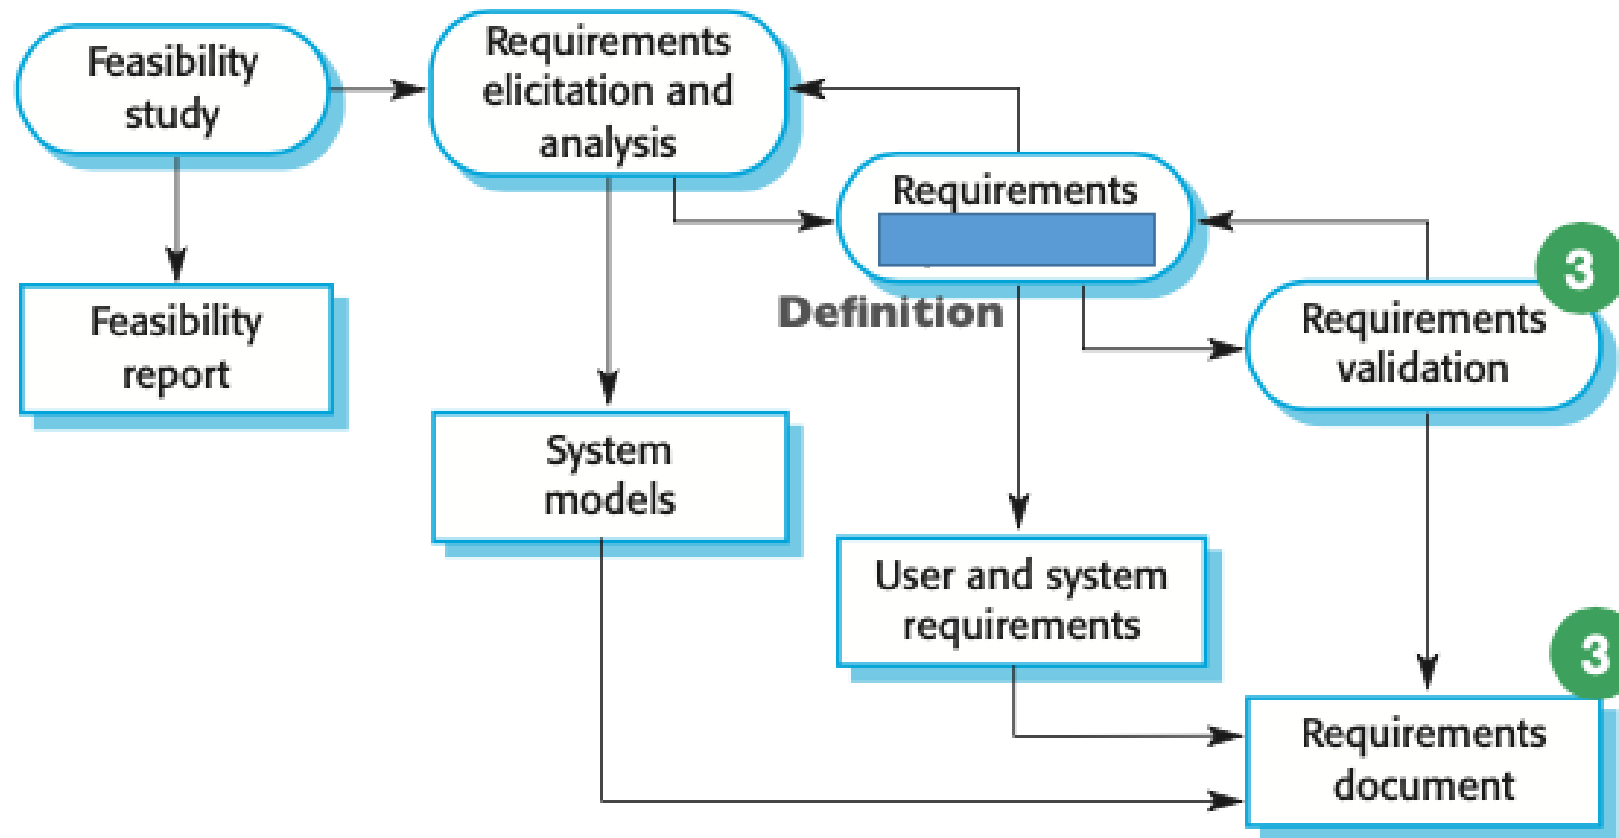 Feasibility
study
Requirements
elicitation and
analysis
Requirements
Definition
3
Requirements
validation
Feasibility
report
System
models
User and system
requirements
3
Requirements
document